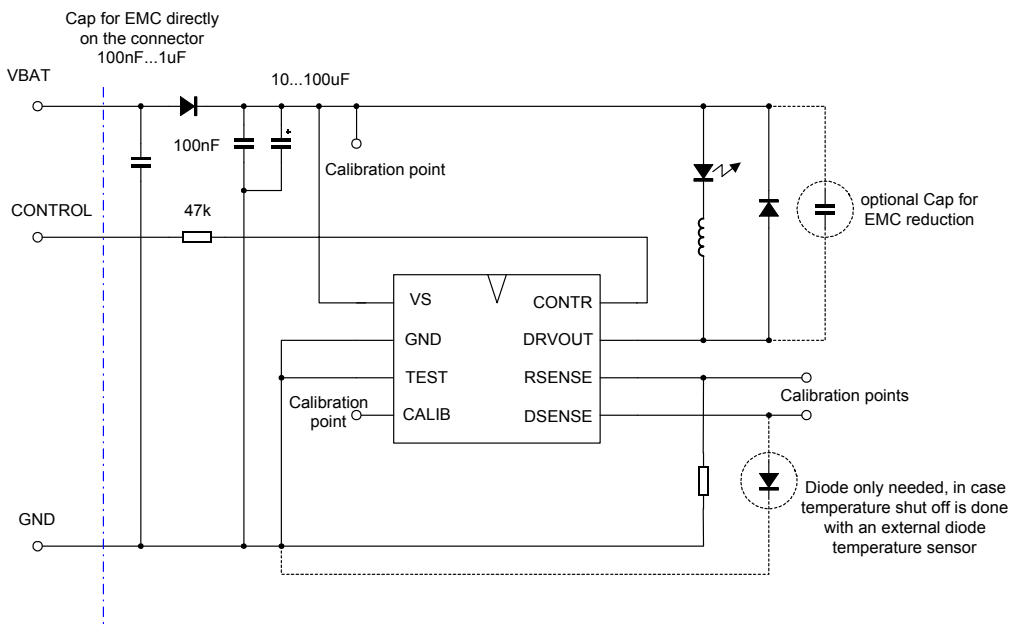 Cap for EMC directly
on the connector
100nF...1uF
VBAT
10...100uF
+
100nF
Calibration point
CONTROL
47k
optional Cap for
EMC reduction
VS
CONTR
GND
DRVOUT
TEST
RSENSE
Calibration
point
CALIB
DSENSE
Calibration points
GND
Diode only needed, in case
temperature shut off is done
with an external diode
temperature sensor